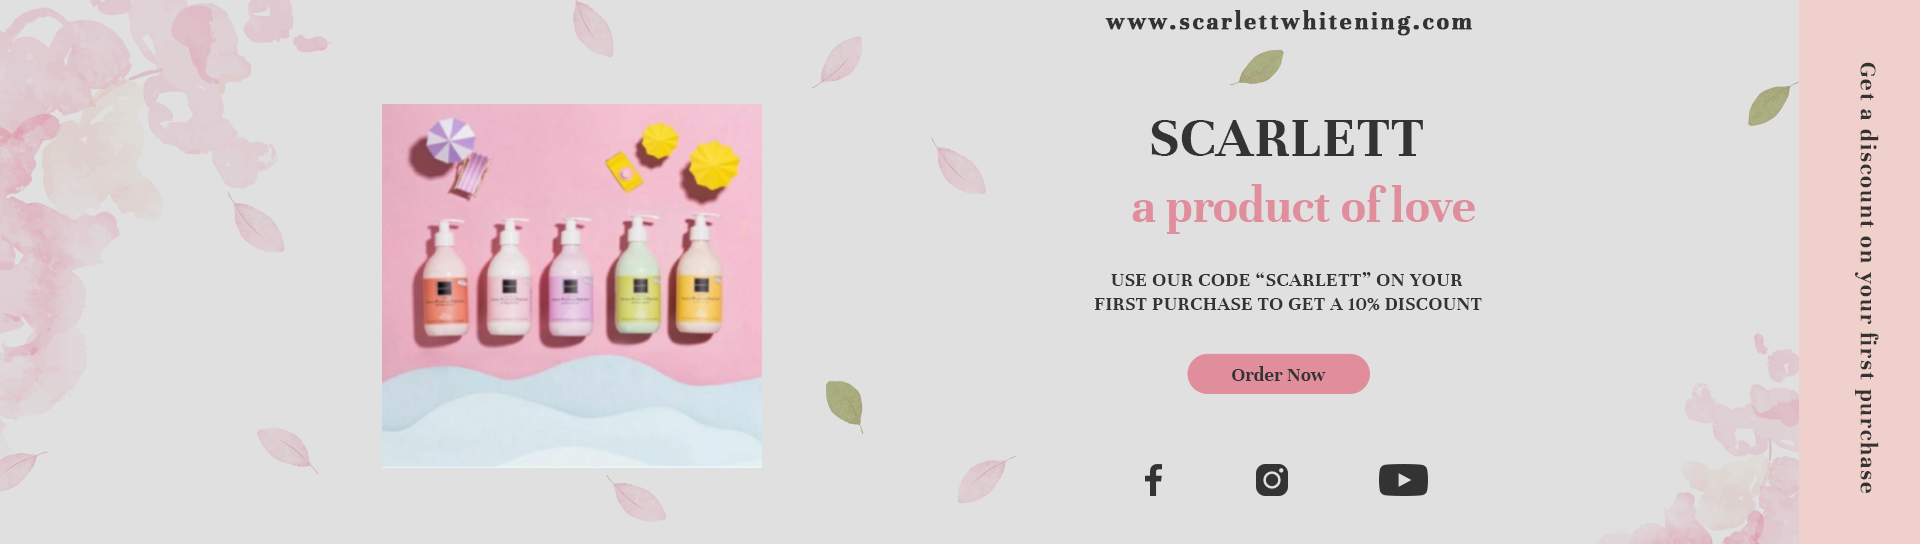 www.scarlettwhitening.com
SCARLETT
a product of love
USE OUR CODE “SCARLETT” ON YOUR
FIRST PURCHASE TO GET A 10% DISCOUNT
Order Now
Get a discount on your first purchase